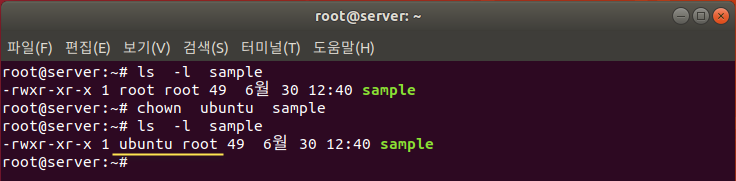 root@server: ~
파일(F) 편집(E) 보기(V) 검색(S) 터미널(T) 도움말(H)
root@server:~# ls  -l  sample
-rwxr-xr-x 1 root root 49  6월  30 12:40 sample
root@server:~# chown  ubuntu  sample
root@server:~# ls  -l  sample
-rwxr-xr-x 1 ubuntu root 49  6월  30 12:40 sample
root@server:~#